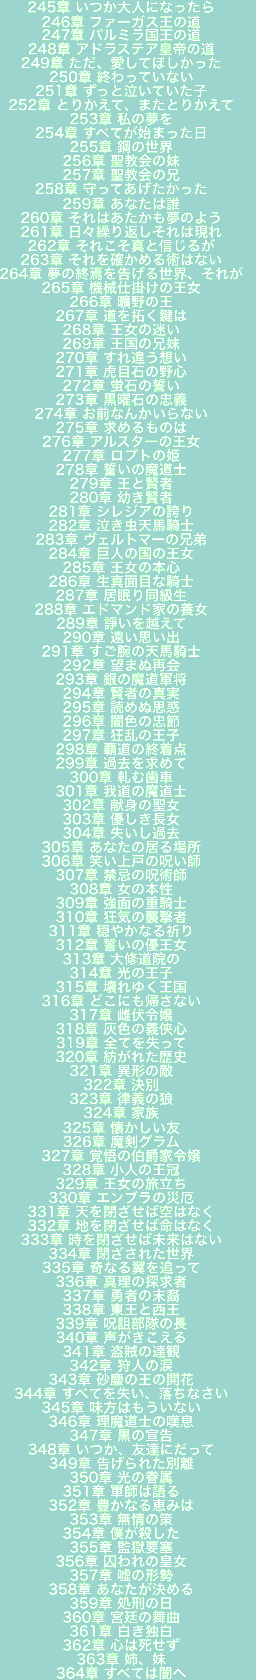 245章 いつか大人になったら
246章 ファーガス王の道
247章 バルミラ国王の道
248章 アドラステア皇帝の道
249章 ただ、愛してほしかった
250章 終わっていない
251章 ずっと泣いていた子
252章 とりかえて、またとりかえて
253章 私の夢を
254章 すべてが始まった日
255章 鋼の世界
256章 聖教会の妹
257章 聖教会の兄
258章 守ってあげたかった
259章 あなたは誰
260章 それはあたかも夢のよう
261章 日々繰り返しそれは現れ
262章 それこそ真と信じるが
263章 それを確かめる術はない
264章 夢の終焉を告げる世界、それが
265章 機械仕掛けの王女
266章 曠野の王
267章 道を拓く鍵は
268章 王女の迷い
269章 王国の兄妹
270章 すれ違う想い
271章 虎目石の野心
272章 蛍石の誓い
273章 黒曜石の忠義
274章 お前なんかいらない
275章 求めるものは
276章 アルスターの王女
277章 ロプトの姫
278章 誓いの魔道士
279章 王と賢者
280章 幼き賢者
281章 シレジアの誇り
282章 泣き虫天馬騎士
283章 ヴェルトマーの兄弟
284章 巨人の国の王女
285章 王女の本心
286章 生真面目な騎士
287章 居眠り同級生
288章 エドマンド家の養女
289章 諍いを越えて
290章 遠い思い出
291章 すご腕の天馬騎士
292章 望まぬ再会
293章 銀の魔道軍将
294章 賢者の真実
295章 読めぬ思惑
296章 闇色の忠節
297章 狂乱の王子
298章 覇道の終着点
299章 過去を求めて
300章 軋む歯車
301章 我道の魔道士
302章 献身の聖女
303章 優しき長女
304章 失いし過去
305章 あなたの居る場所
306章 笑い上戸の呪い師
307章 禁忌の呪術師
308章 女の本性
309章 強面の重騎士
310章 狂気の襲撃者
311章 穏やかなる祈り
312章 誓いの優王女
313章 大修道院の
314章 光の王子
315章 壊れゆく王国
316章 どこにも帰さない
317章 雌伏令嬢
318章 灰色の義侠心
319章 全てを失って
320章 紡がれた歴史
321章 異形の敵
322章 決別
323章 律義の狼
324章 家族
325章 懐かしい友
326章 魔剣グラム
327章 覚悟の伯爵家令嬢
328章 小人の王冠
329章 王女の旅立ち
330章 エンブラの災厄
331章 天を閉ざせば空はなく
332章 地を閉ざせば命はなく
333章 時を閉ざせば未来はない
334章 閉ざされた世界
335章 奇なる翼を追って
336章 真理の探求者
337章 勇者の末裔
338章 東王と西王
339章 呪詛部隊の長
340章 声がきこえる
341章 盗賊の達観
342章 狩人の涙
343章 砂塵の王の開花
344章 すべてを失い、落ちなさい
345章 味方はもういない
346章 理魔道士の嘆息
347章 黒の宣告
348章 いつか、友達にだって
349章 告げられた別離
350章 光の眷属
351章 軍師は語る
352章 豊かなる恵みは
353章 無情の策
354章 僕が殺した
355章 監獄要塞
356章 囚われの皇女
357章 嘘の形勢
358章 あなたが決める
359章 処刑の日
360章 宮廷の舞曲
361章 白き独白
362章 心は死せず
363章 姉、妹
364章 すべては闇へ